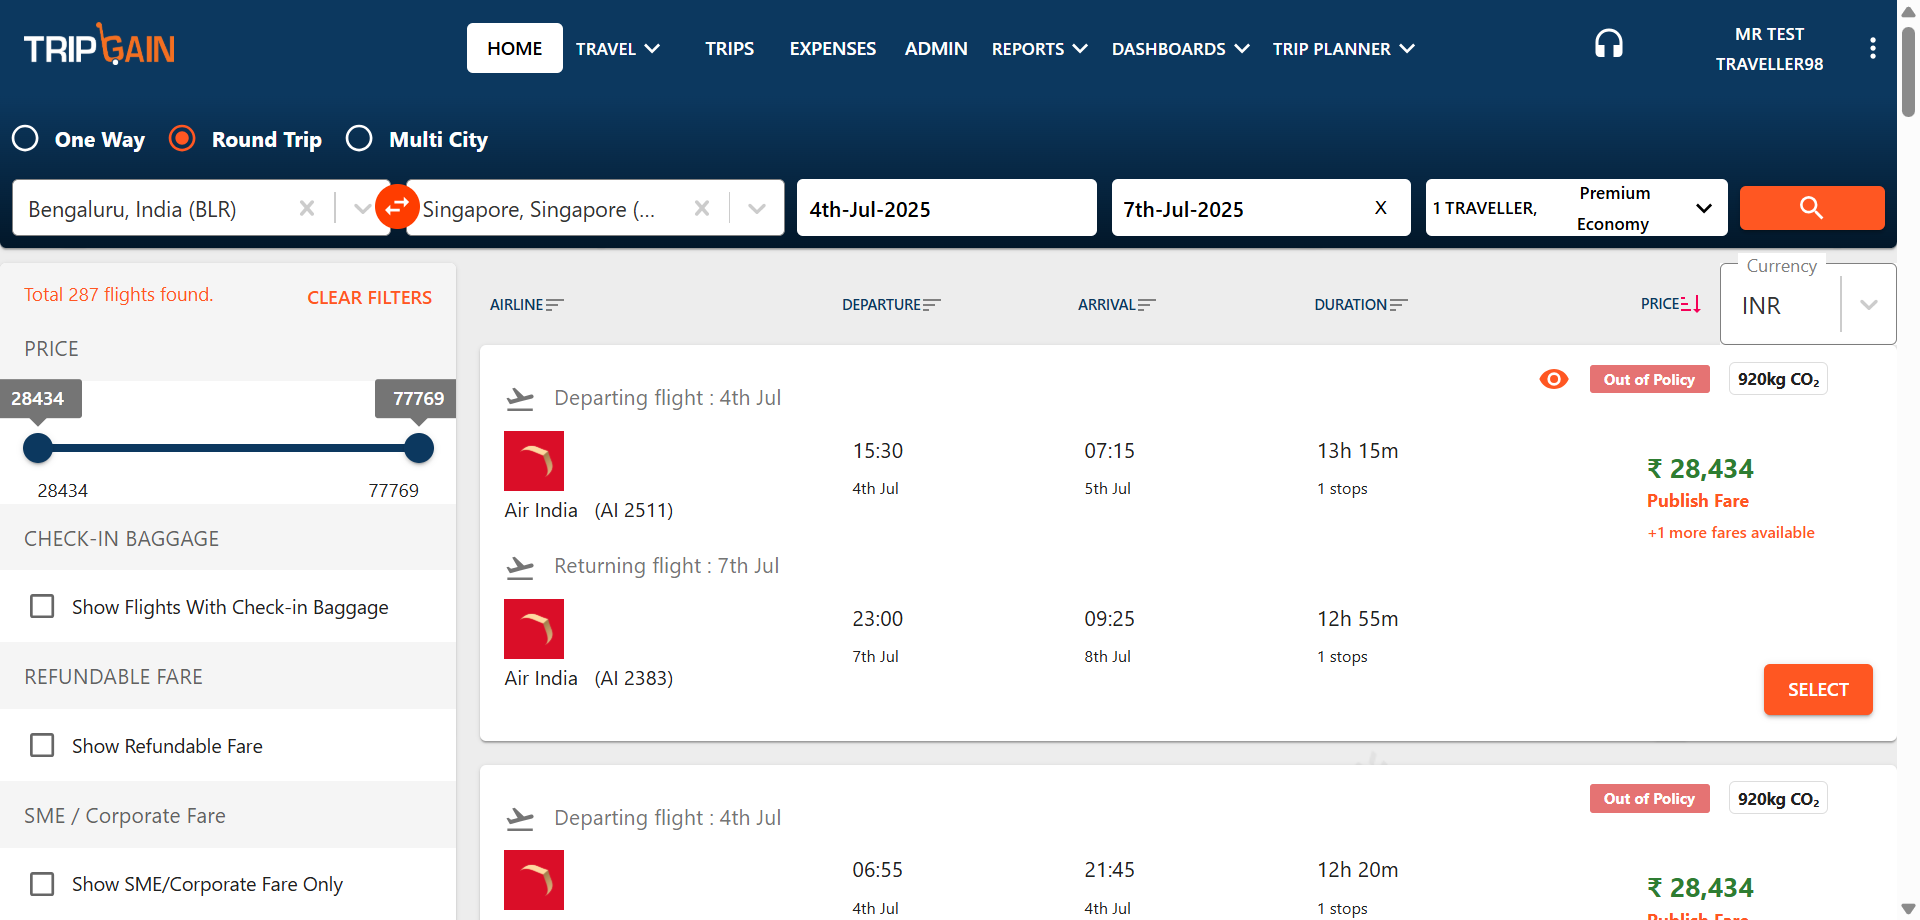 TRIPGAIN
HOME
TRAVEL
TRIPS
EXPENSES
ADMIN
REPORTS
DASHBOARDS
TRIP PLANNER
MR TEST
TRAVELLER98
One Way
Round Trip
Multi City
Bengaluru, India (BLR)
Singapore, Singapore (...
4th-Jul-2025
7th-Jul-2025
X
1 TRAVELLER,
Premium
Economy
Total 287 flights found.
CLEAR FILTERS
PRICE
28434
77769
28434
77769
CHECK-IN BAGGAGE
Show Flights With Check-in Baggage
REFUNDABLE FARE
Show Refundable Fare
SME / Corporate Fare
Show SME/Corporate Fare Only
AIRLINE
DEPARTURE
ARRIVAL
DURATION
PRICE
Currency
INR
Out of Policy
920kg CO₂
Departing flight : 4th Jul
15:30
07:15
13h 15m
4th Jul
5th Jul
1 stops
Air India (AI 2511)
₹ 28,434
Publish Fare
+1 more fares available
Returning flight : 7th Jul
23:00
09:25
12h 55m
7th Jul
8th Jul
1 stops
Air India (AI 2383)
SELECT
Out of Policy
920kg CO₂
Departing flight : 4th Jul
06:55
21:45
12h 20m
4th Jul
4th Jul
1 stops
₹ 28,434
Publish Fare